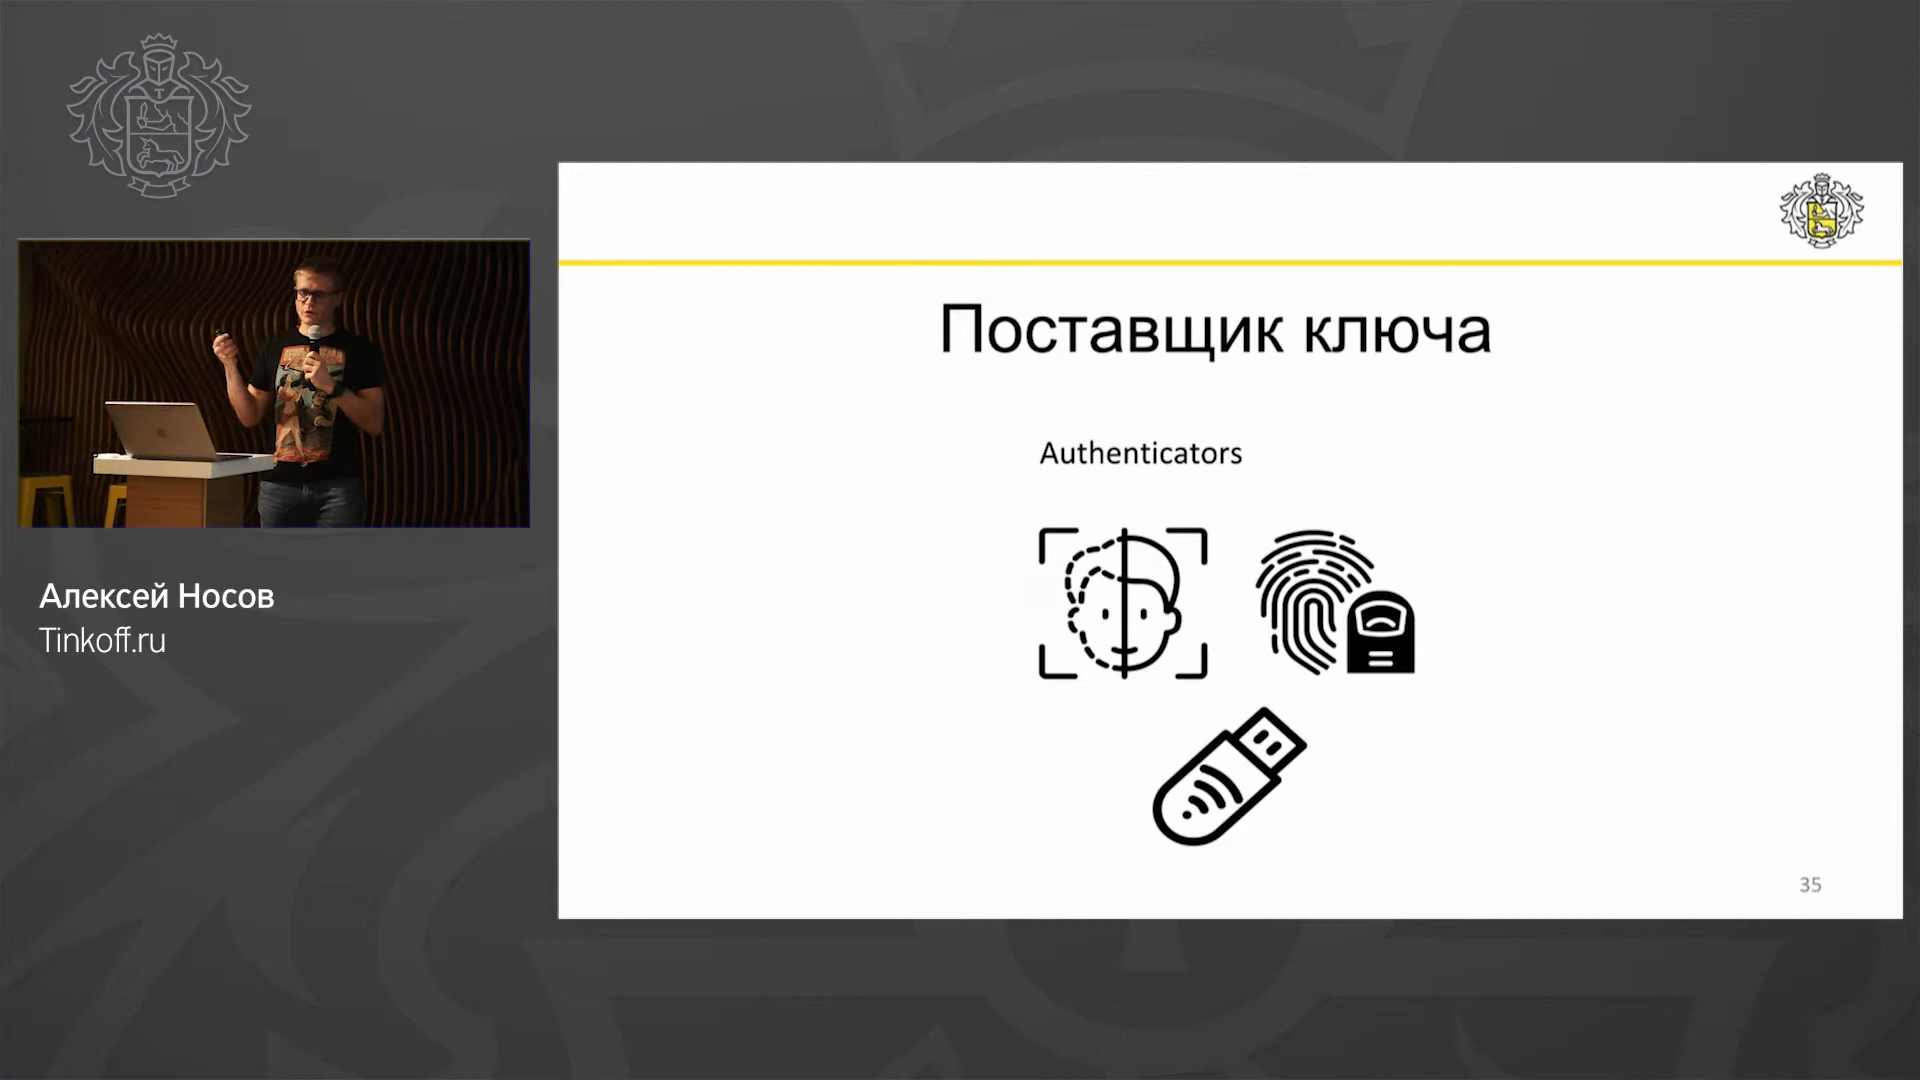 Алексей Носов
Tinkoff.ru
Поставщик ключа
Authenticators
35